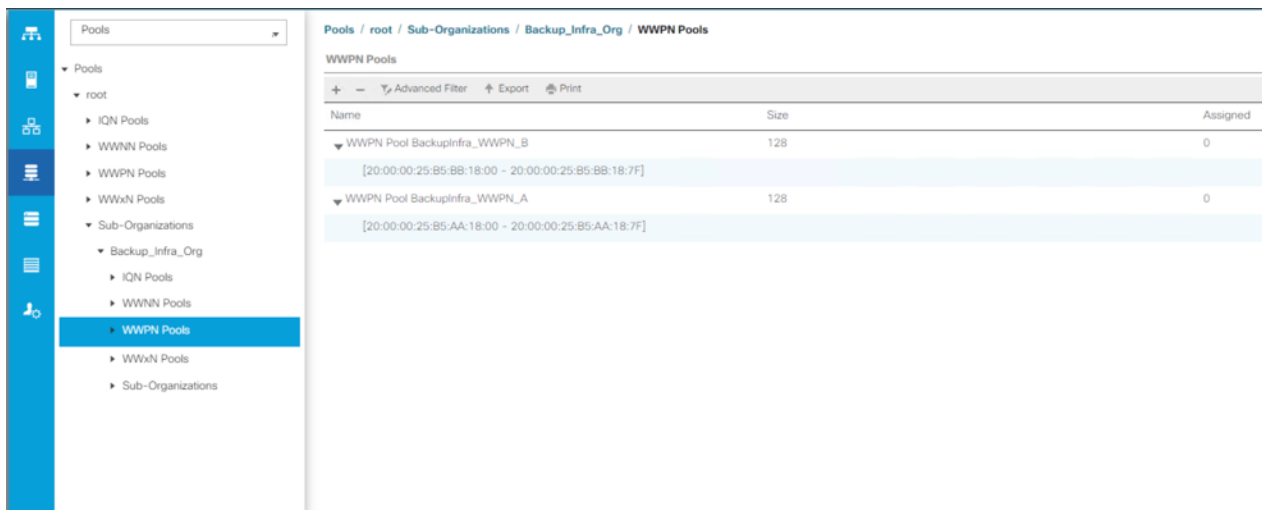 Pools
Pools
root
IQN Pools
WWNN Pools
WWPN Pools
WWxN Pools
Sub-Organizations
Backup_Infra_Org
IQN Pools
WWNN Pools
WWPN Pools
WWxN Pools
Sub-Organizations
Pools / root / Sub-Organizations / Backup_Infra_Org / WWPN Pools
WWPN Pools
+ − Advanced Filter Export Print
Name Size Assigned
WWPN Pool BackupInfra_WWPN_B 128 0
[20:00:00:25:B5:BB:18:00 - 20:00:00:25:B5:BB:18:7F]
WWPN Pool BackupInfra_WWPN_A 128 0
[20:00:00:25:B5:AA:18:00 - 20:00:00:25:B5:AA:18:7F]